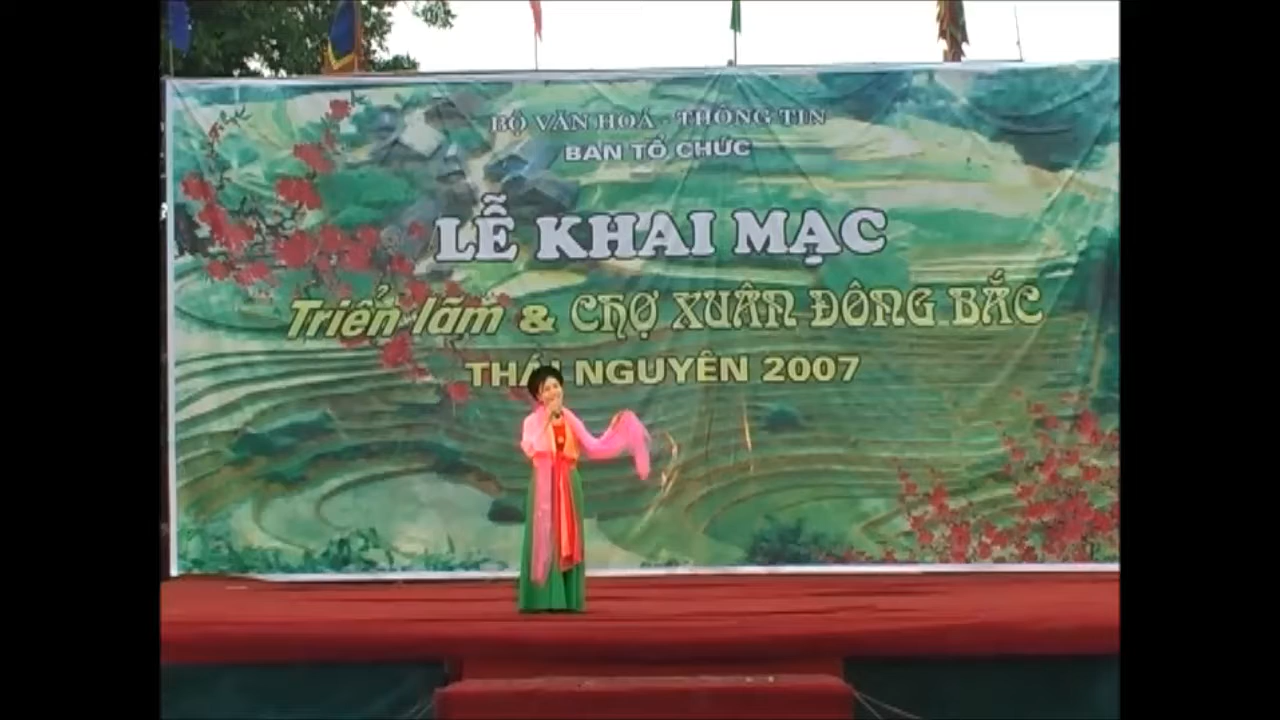 BỘ VĂN HOÁ - THÔNG TIN
BAN TỔ CHỨC
LỄ KHAI MẠC
Triển lãm & CHỢ XUÂN ĐÔNG BẮC
THÁI NGUYÊN 2007